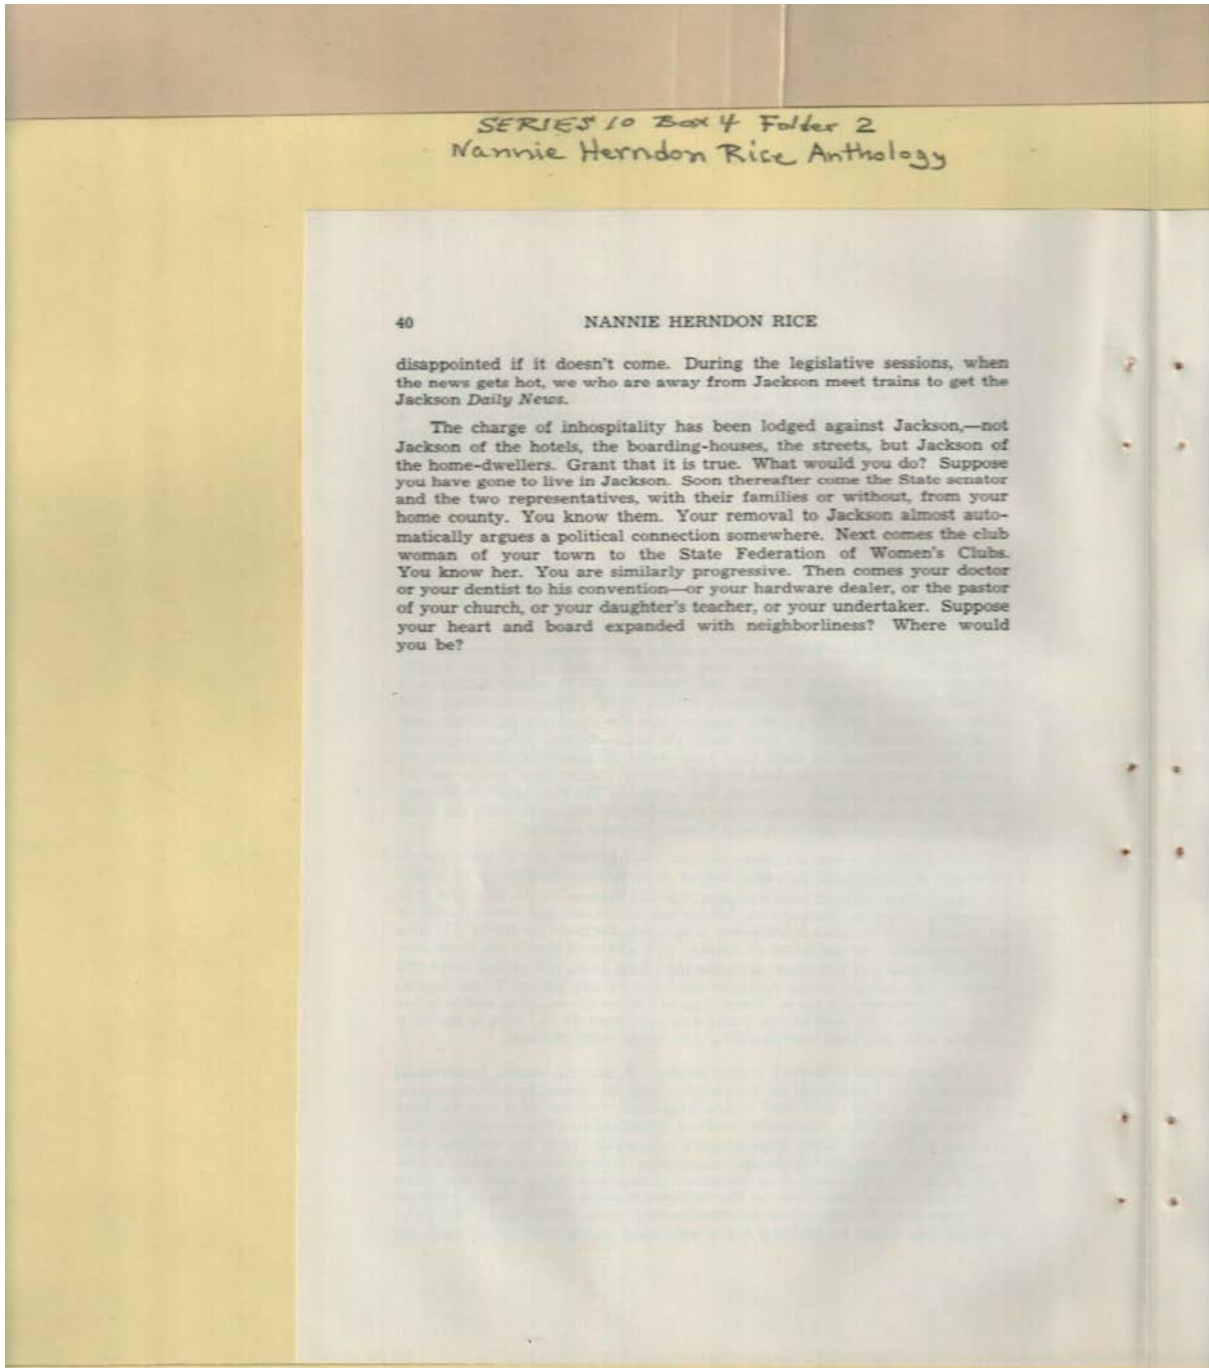 SERIES 10 Box 4 Folder 2
Nannie Herndon Rice Anthology
40 NANNIE HERNDON RICE
disappointed if it doesn't come. During the legislative sessions, when
the news gets hot, we who are away from Jackson meet trains to get the
Jackson Daily News.
The charge of inhospitality has been lodged against Jackson,—not
Jackson of the hotels, the boarding-houses, the streets, but Jackson of
the home-dwellers. Grant that it is true. What would you do? Suppose
you have gone to live in Jackson. Soon thereafter come the State senator
and the two representatives, with their families or without, from your
home county. You know them. Your removal to Jackson almost auto-
matically argues a political connection somewhere. Next comes the club
woman of your town to the State Federation of Women's Clubs.
You know her. You are similarly progressive. Then comes your doctor
or your dentist to his convention—or your hardware dealer, or the pastor
of your church, or your daughter's teacher, or your undertaker. Suppose
your heart and board expanded with neighborliness? Where would
you be?